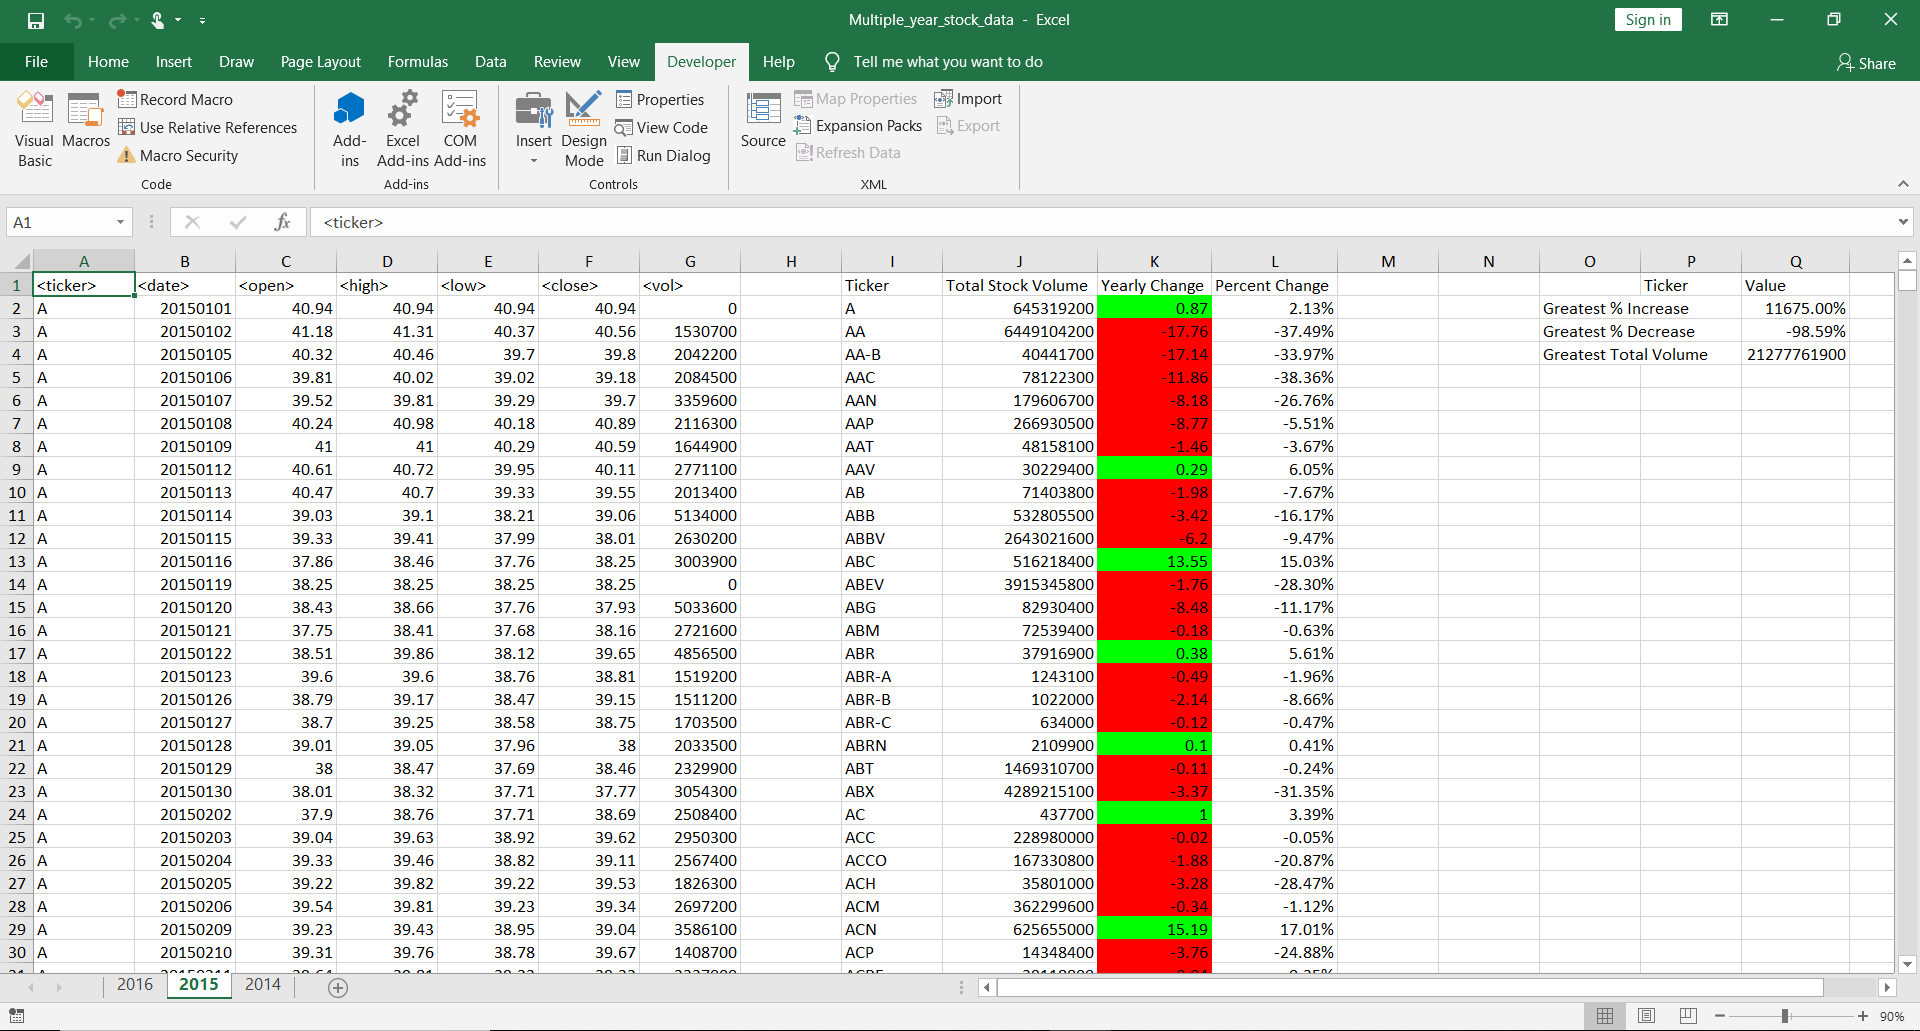 Multiple_year_stock_data - Excel
Sign in
File Home Insert Draw Page Layout Formulas Data Review View Developer Help Tell me what you want to do Share
Visual Basic
Macros
Record Macro
Use Relative References
Macro Security
Code
Add-ins
Excel Add-ins
COM Add-ins
Add-ins
Insert
Design Mode
Properties
View Code
Run Dialog
Controls
Source
Map Properties
Expansion Packs
Refresh Data
Import
Export
XML
A1 fx <ticker>
A B C D E F G H I J K L M N O P Q
1 <ticker> <date> <open> <high> <low> <close> <vol> Ticker Total Stock Volume Yearly Change Percent Change Ticker Value
2 A 20150101 40.94 40.94 40.94 40.94 0 A 645319200 0.87 2.13% Greatest % Increase 11675.00%
3 A 20150102 41.18 41.31 40.37 40.56 1530700 AA 6449104200 -17.76 -37.49% Greatest % Decrease -98.59%
4 A 20150105 40.32 40.46 39.7 39.8 2042200 AA-B 40441700 -17.14 -33.97% Greatest Total Volume 21277761900
5 A 20150106 39.81 40.02 39.02 39.18 2084500 AAC 78122300 -11.86 -38.36%
6 A 20150107 39.52 39.81 39.29 39.7 3359600 AAN 179606700 -8.18 -26.76%
7 A 20150108 40.24 40.98 40.18 40.89 2116300 AAP 266930500 -8.77 -5.51%
8 A 20150109 41 41 40.29 40.59 1644900 AAT 48158100 -1.46 -3.67%
9 A 20150112 40.61 40.72 39.95 40.11 2771100 AAV 30229400 0.29 6.05%
10 A 20150113 40.47 40.7 39.33 39.55 2013400 AB 71403800 -1.98 -7.67%
11 A 20150114 39.03 39.1 38.21 39.06 5134000 ABB 532805500 -3.42 -16.17%
12 A 20150115 39.33 39.41 37.99 38.01 2630200 ABBV 2643021600 -6.2 -9.47%
13 A 20150116 37.86 38.46 37.76 38.25 3003900 ABC 516218400 13.55 15.03%
14 A 20150119 38.25 38.25 38.25 38.25 0 ABEV 3915345800 -1.76 -28.30%
15 A 20150120 38.43 38.66 37.76 37.93 5033600 ABG 82930400 -8.48 -11.17%
16 A 20150121 37.75 38.41 37.68 38.16 2721600 ABM 72539400 -0.18 -0.63%
17 A 20150122 38.51 39.86 38.12 39.65 4856500 ABR 37916900 0.38 5.61%
18 A 20150123 39.6 39.6 38.76 38.81 1519200 ABR-A 1243100 -0.49 -1.96%
19 A 20150126 38.79 39.17 38.47 39.15 1511200 ABR-B 1022000 -2.14 -8.66%
20 A 20150127 38.7 39.25 38.58 38.75 1703500 ABR-C 634000 -0.12 -0.47%
21 A 20150128 39.01 39.05 37.96 38 2033500 ABRN 2109900 0.1 0.41%
22 A 20150129 38 38.47 37.69 38.46 2329900 ABT 1469310700 -0.11 -0.24%
23 A 20150130 38.01 38.32 37.71 37.77 3054300 ABX 4289215100 -3.37 -31.35%
24 A 20150202 37.9 38.76 37.71 38.69 2508400 AC 437700 1 3.39%
25 A 20150203 39.04 39.63 38.92 39.62 2950300 ACC 228980000 -0.02 -0.05%
26 A 20150204 39.33 39.46 38.82 39.11 2567400 ACCO 167330800 -1.88 -20.87%
27 A 20150205 39.22 39.82 39.22 39.53 1826300 ACH 35801000 -3.28 -28.47%
28 A 20150206 39.54 39.81 39.23 39.34 2697200 ACM 362299600 -0.34 -1.12%
29 A 20150209 39.23 39.43 38.95 39.04 3586100 ACN 625655000 15.19 17.01%
30 A 20150210 39.31 39.76 38.78 39.67 1408700 ACP 14348400 -3.76 -24.88%
2016 2015 2014
90%